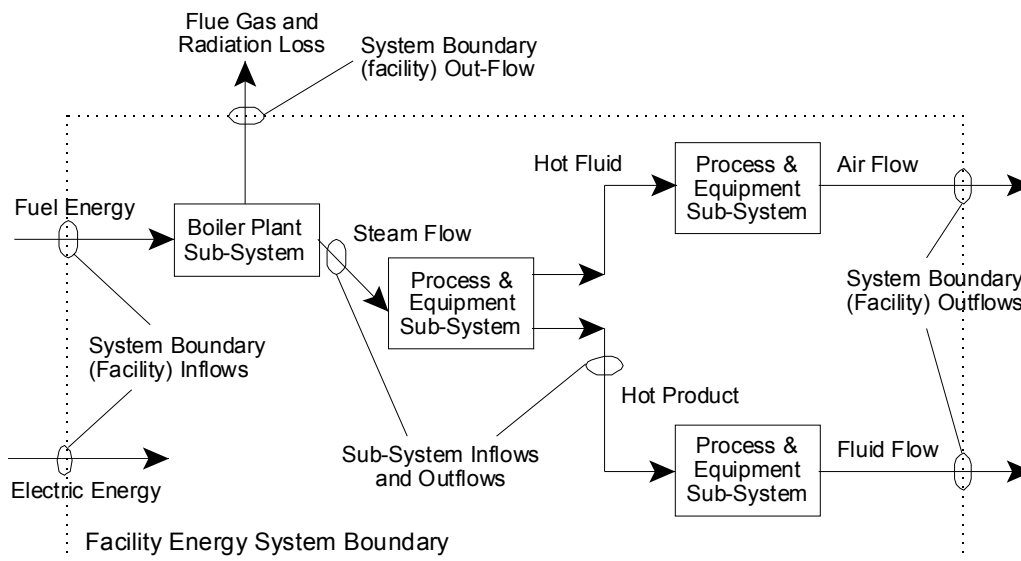 Flue Gas and
Radiation Loss
System Boundary
(facility) Out-Flow
Hot Fluid
Process &
Equipment
Sub-System
Air Flow
Fuel Energy
Boiler Plant
Sub-System
Steam Flow
Process &
Equipment
Sub-System
System Boundary
(Facility) Outflows
System Boundary
(Facility) Inflows
Hot Product
Sub-System Inflows
and Outflows
Process &
Equipment
Sub-System
Fluid Flow
Electric Energy
Facility Energy System Boundary